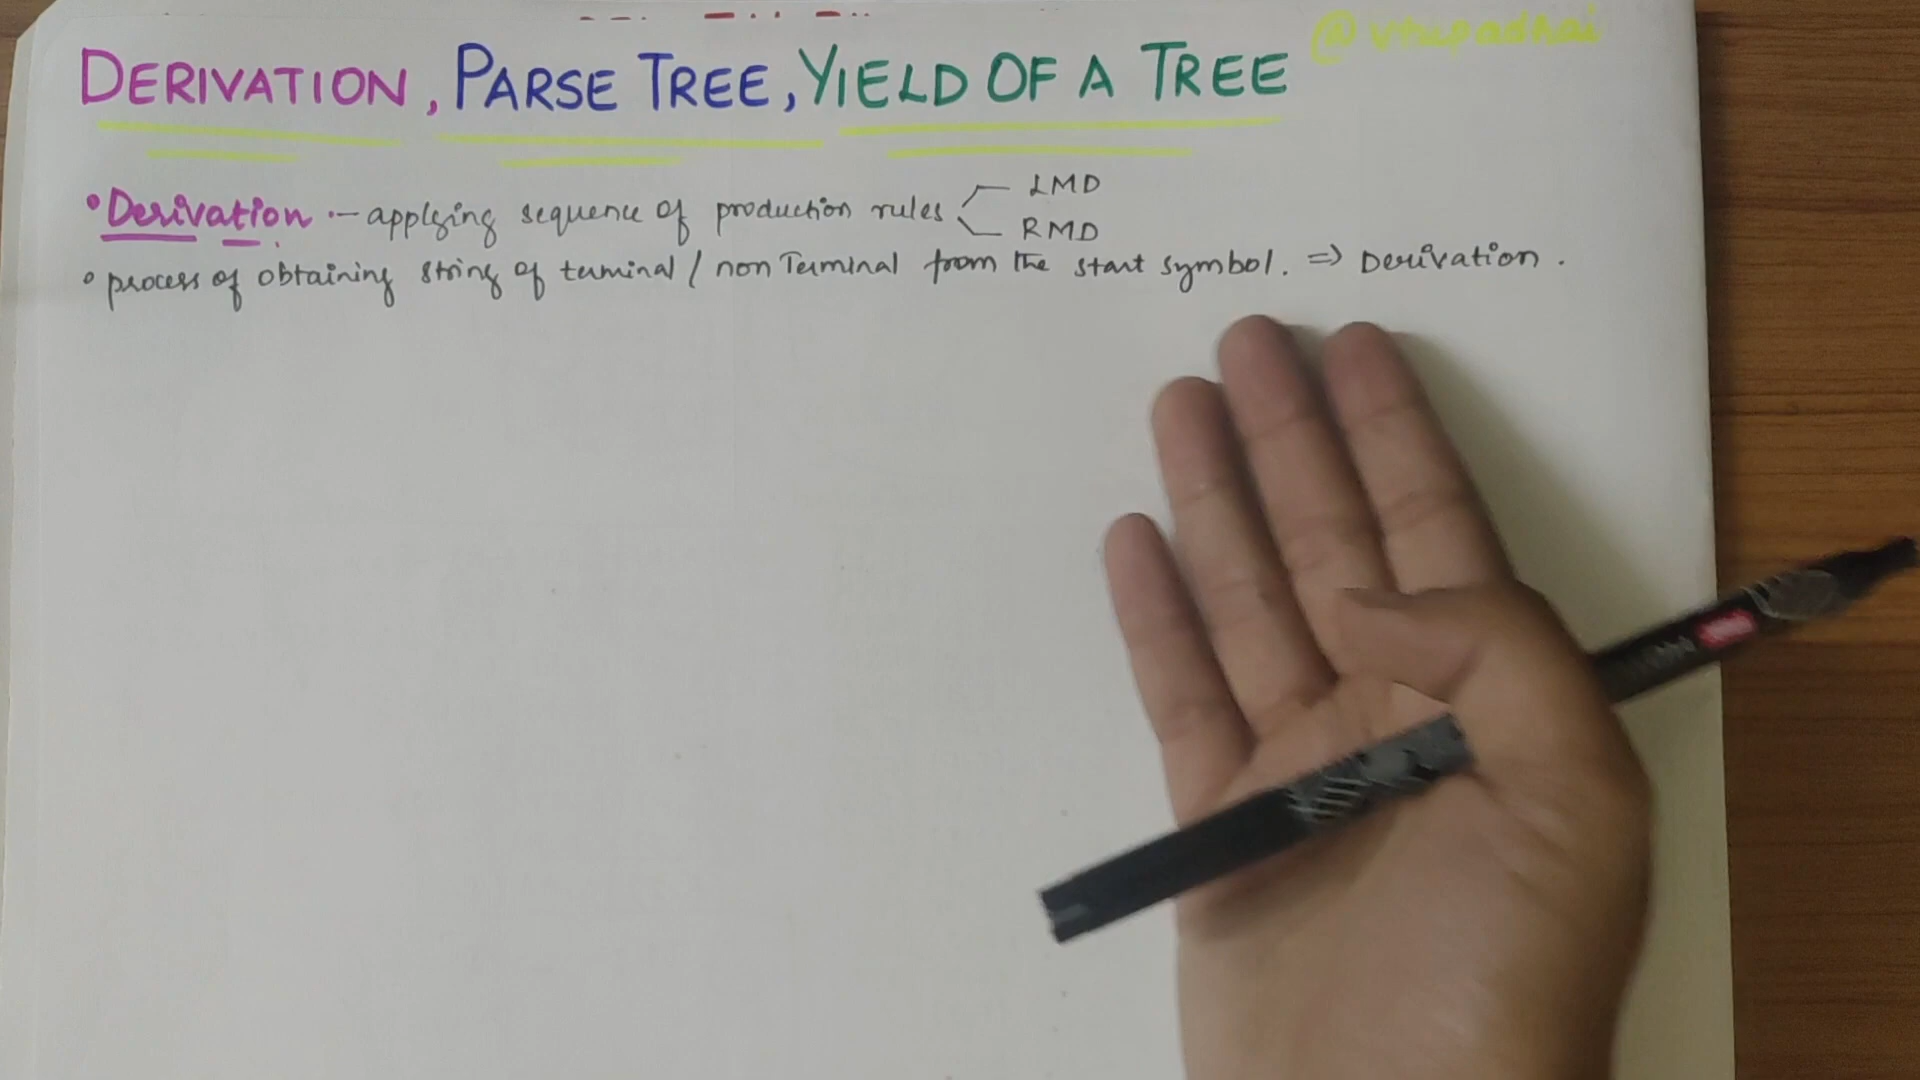 DERIVATION, PARSE TREE, YIELD OF A TREE @vtupadhai
• Derivation :- applying sequence of production rules LMD
RMD
• process of obtaining string of terminal / non Terminal from the start symbol. => Derivation.